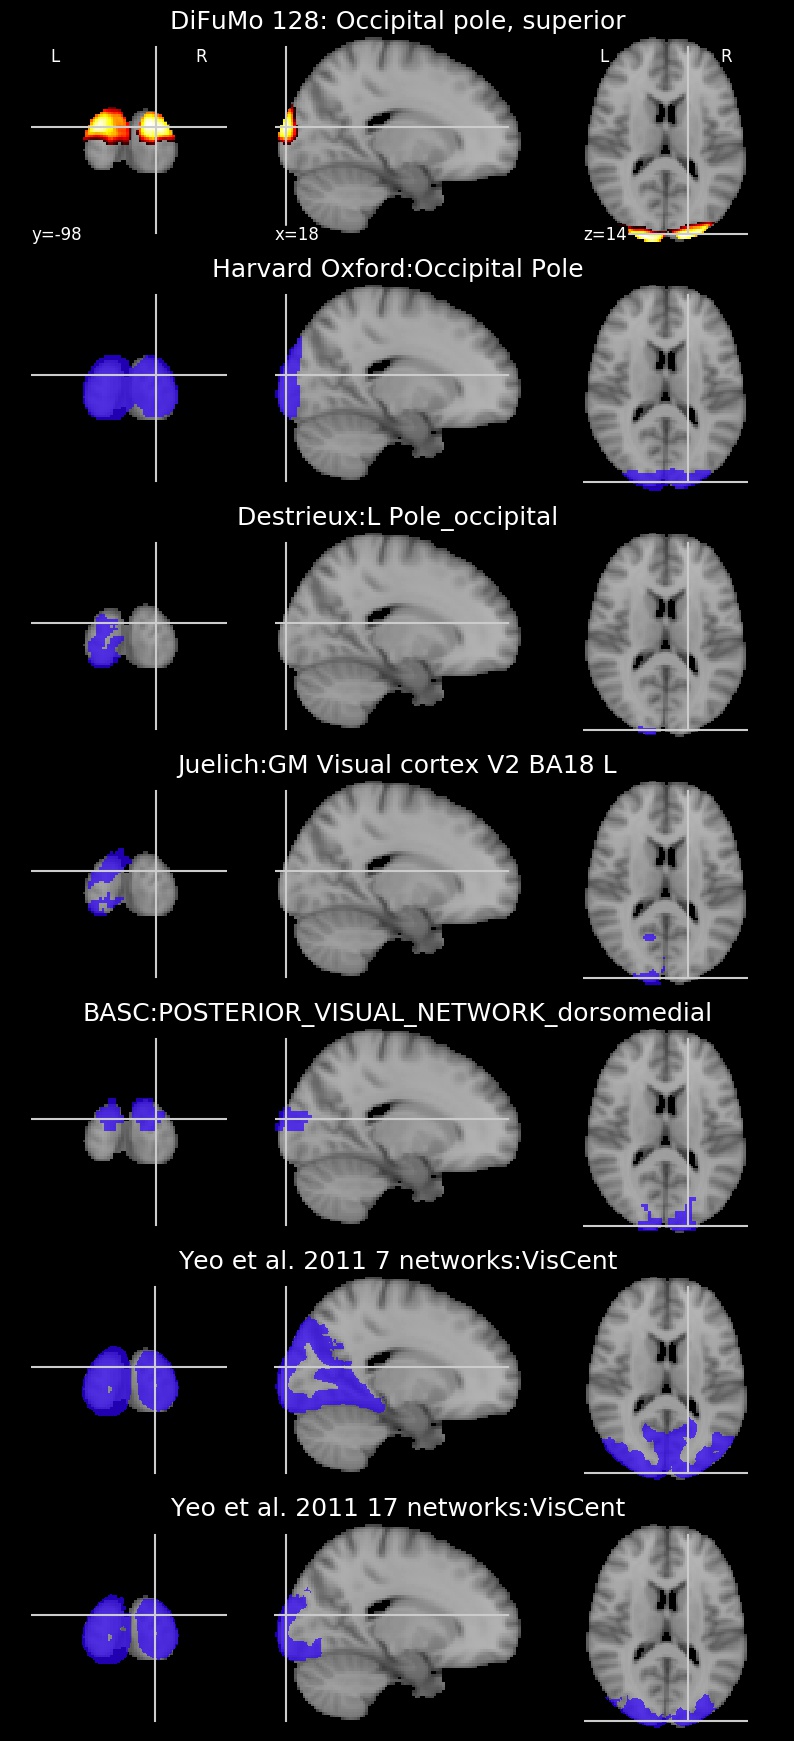 DiFuMo 128: Occipital pole, superior
L R L R
y=-98 x=18 z=14
Harvard Oxford:Occipital Pole
Destrieux:L Pole_occipital
Juelich:GM Visual cortex V2 BA18 L
BASC:POSTERIOR_VISUAL_NETWORK_dorsomedial
Yeo et al. 2011 7 networks:VisCent
Yeo et al. 2011 17 networks:VisCent